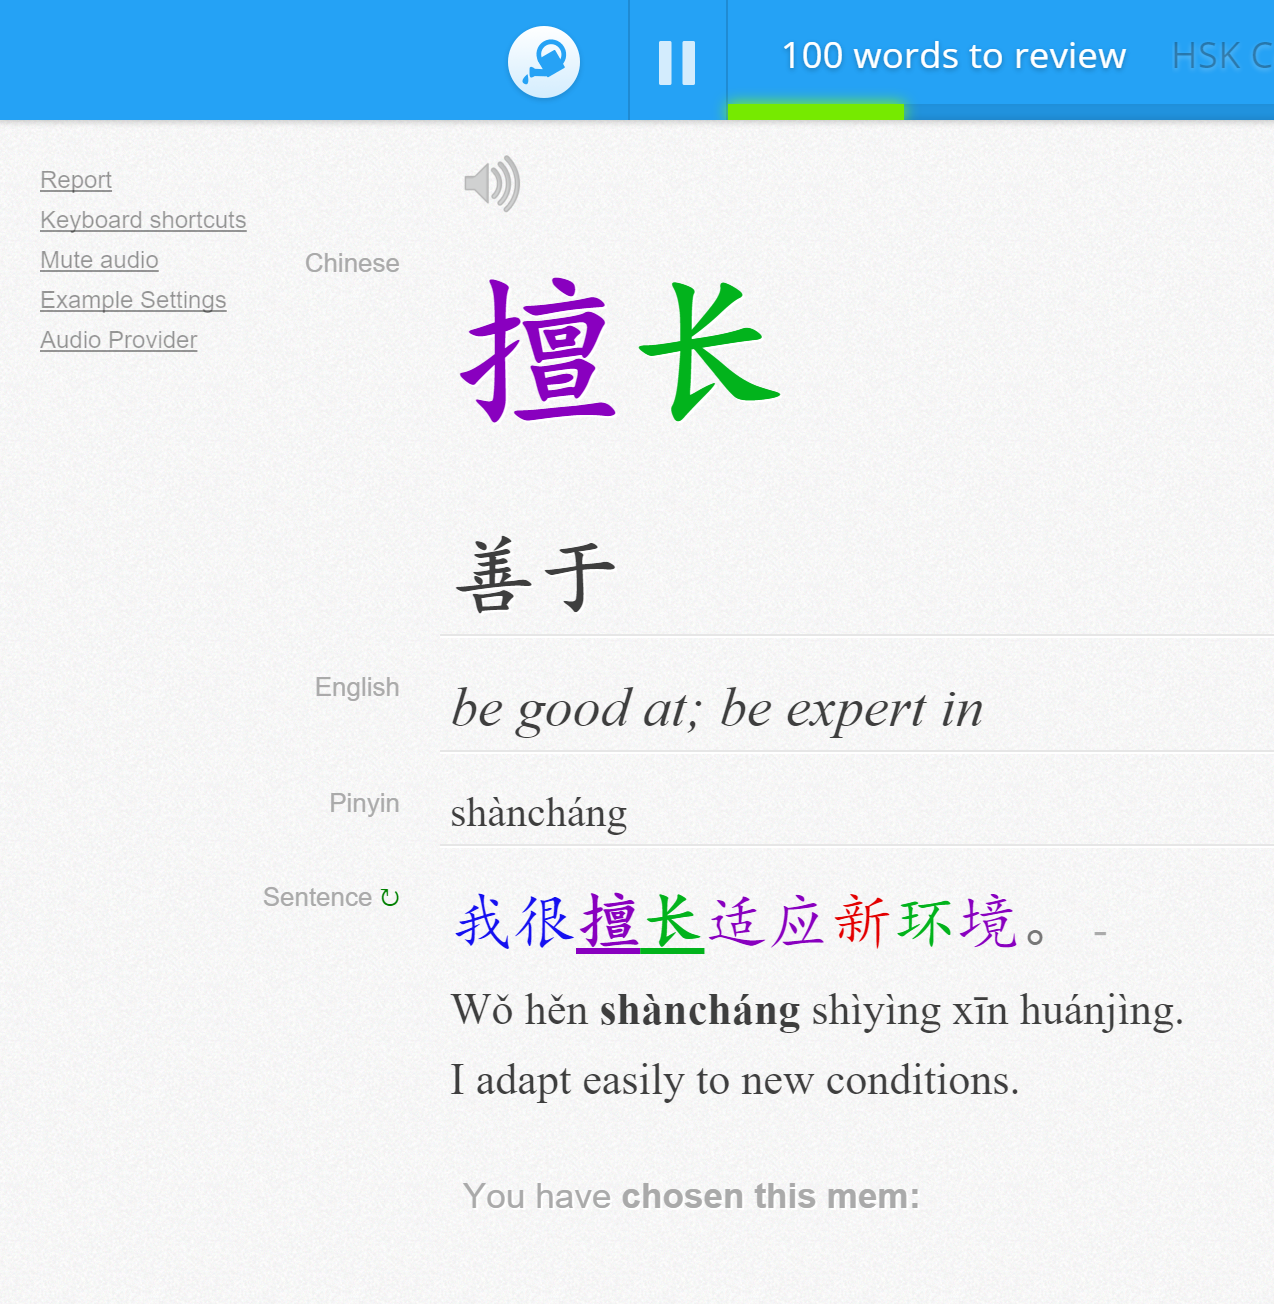 100 words to review HSK C
Report
Keyboard shortcuts
Mute audio
Example Settings
Audio Provider
Chinese
擅长
善于
English
be good at; be expert in
Pinyin
shàncháng
Sentence ↻
我很擅长适应新环境。 -
Wǒ hěn shàncháng shìyìng xīn huánjìng.
I adapt easily to new conditions.
You have chosen this mem: